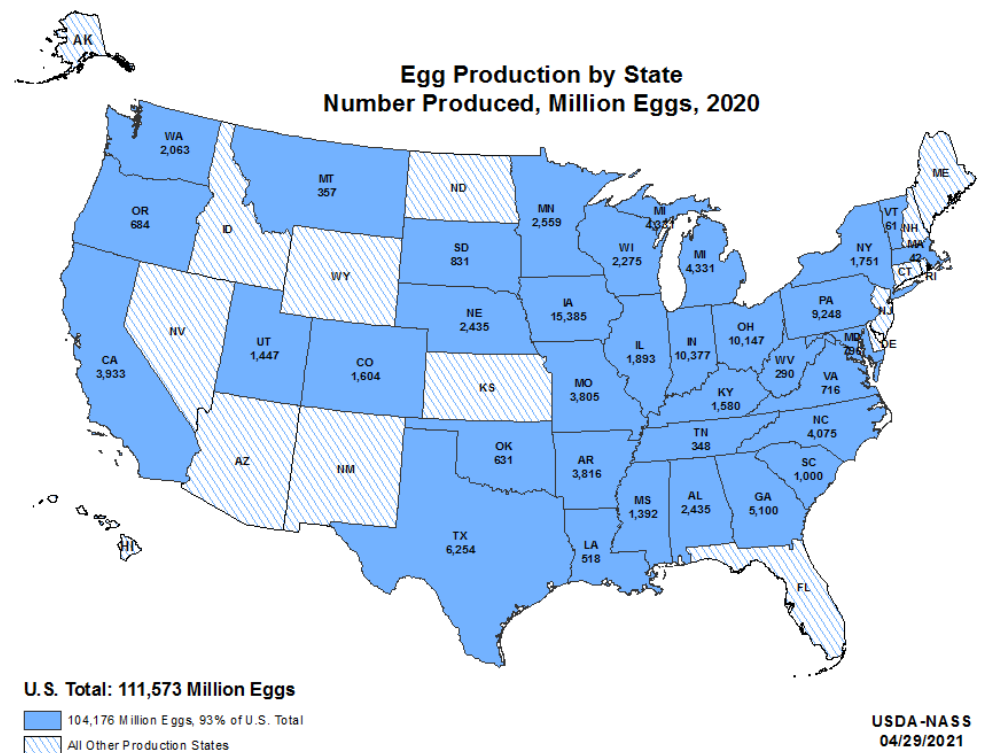 AK
Egg Production by State
Number Produced, Million Eggs, 2020
WA
2,063
MT
357
ND
MN
2,559
ME
OR
684
ID
MI
VT
61
NH
MA
42
SD
831
WI
2,275
MI
4,331
NY
1,751
CT
RI
WY
IA
15,385
PA
9,248
NJ
NE
2,435
NV
UT
1,447
IL
1,893
IN
10,377
OH
10,147
MD
DE
CA
3,933
CO
1,604
WV
290
VA
716
KS
MO
3,805
KY
1,580
NC
4,075
TN
348
AZ
NM
OK
631
AR
3,816
SC
1,000
MS
1,392
AL
2,435
GA
5,100
TX
6,254
LA
518
HI
FL
U.S. Total: 111,573 Million Eggs
104,176 Million Eggs, 93% of U.S. Total
All Other Production States
USDA-NASS
04/29/2021